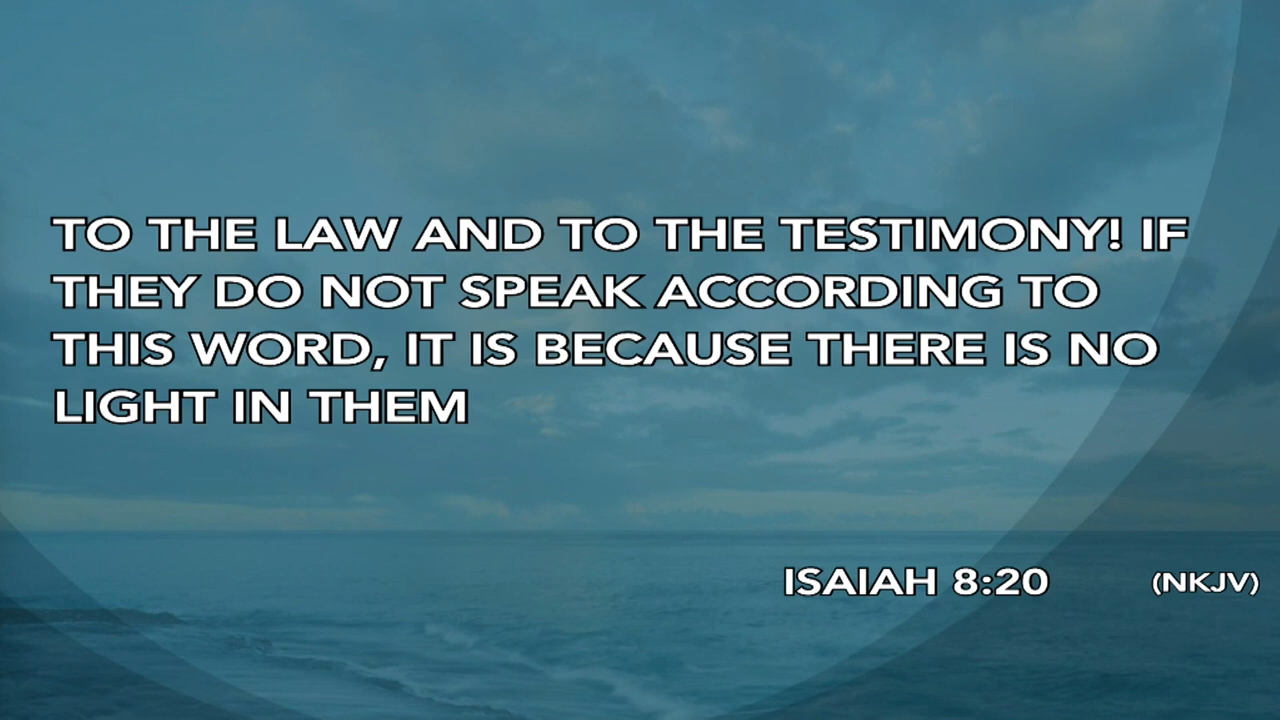 TO THE LAW AND TO THE TESTIMONY! IF
THEY DO NOT SPEAK ACCORDING TO
THIS WORD, IT IS BECAUSE THERE IS NO
LIGHT IN THEM
ISAIAH 8:20 (NKJV)